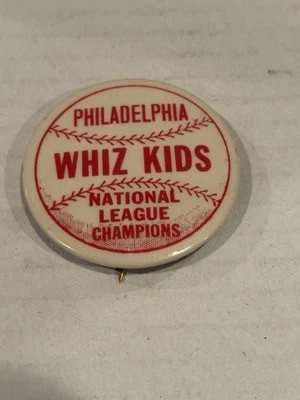 PHILADELPHIA
WHIZ KIDS
NATIONAL
LEAGUE
CHAMPIONS